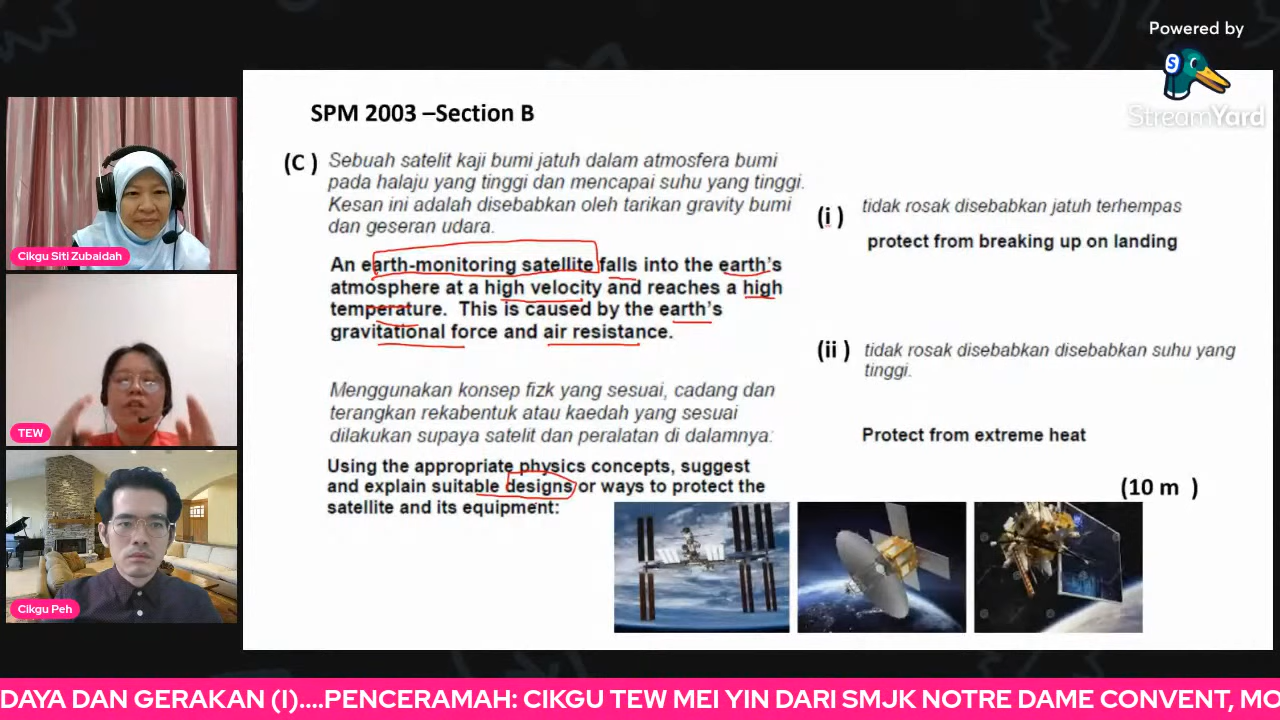 Powered by
StreamYard
SPM 2003 –Section B
(C ) Sebuah satelit kaji bumi jatuh dalam atmosfera bumi
pada halaju yang tinggi dan mencapai suhu yang tinggi.
Kesan ini adalah disebabkan oleh tarikan gravity bumi
dan geseran udara.
An earth-monitoring satellite falls into the earth's
atmosphere at a high velocity and reaches a high
temperature. This is caused by the earth's
gravitational force and air resistance.
Menggunakan konsep fizk yang sesuai, cadang dan
terangkan rekabentuk atau kaedah yang sesuai
dilakukan supaya satelit dan peralatan di dalamnya:
Using the appropriate physics concepts, suggest
and explain suitable designs or ways to protect the
satellite and its equipment:
(i ) tidak rosak disebabkan jatuh terhempas
protect from breaking up on landing
(ii ) tidak rosak disebabkan disebabkan suhu yang
tinggi.
Protect from extreme heat
(10 m )
Cikgu Siti Zubaidah
TEW
Cikgu Peh
DAYA DAN GERAKAN (I)....PENCERAMAH: CIKGU TEW MEI YIN DARI SMJK NOTRE DAME CONVENT, MO